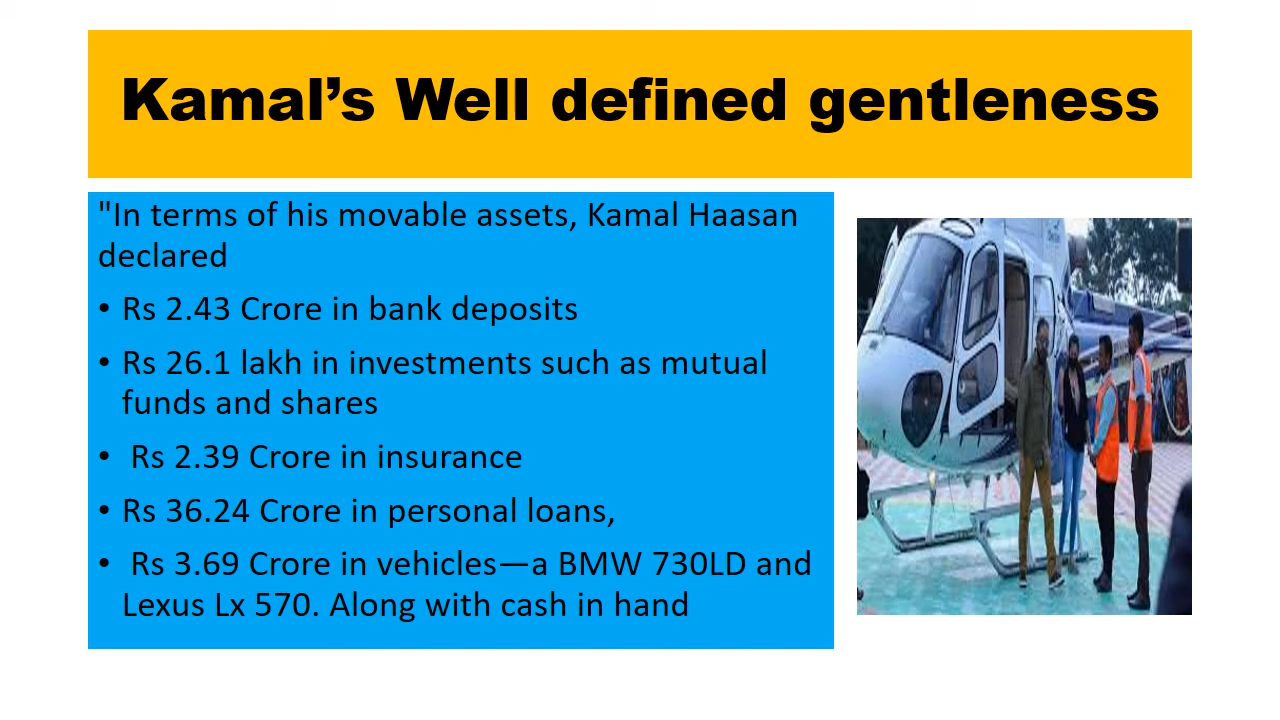 Kamal’s Well defined gentleness
"In terms of his movable assets, Kamal Haasan
declared
• Rs 2.43 Crore in bank deposits
• Rs 26.1 lakh in investments such as mutual
funds and shares
• Rs 2.39 Crore in insurance
• Rs 36.24 Crore in personal loans,
• Rs 3.69 Crore in vehicles—a BMW 730LD and
Lexus Lx 570. Along with cash in hand